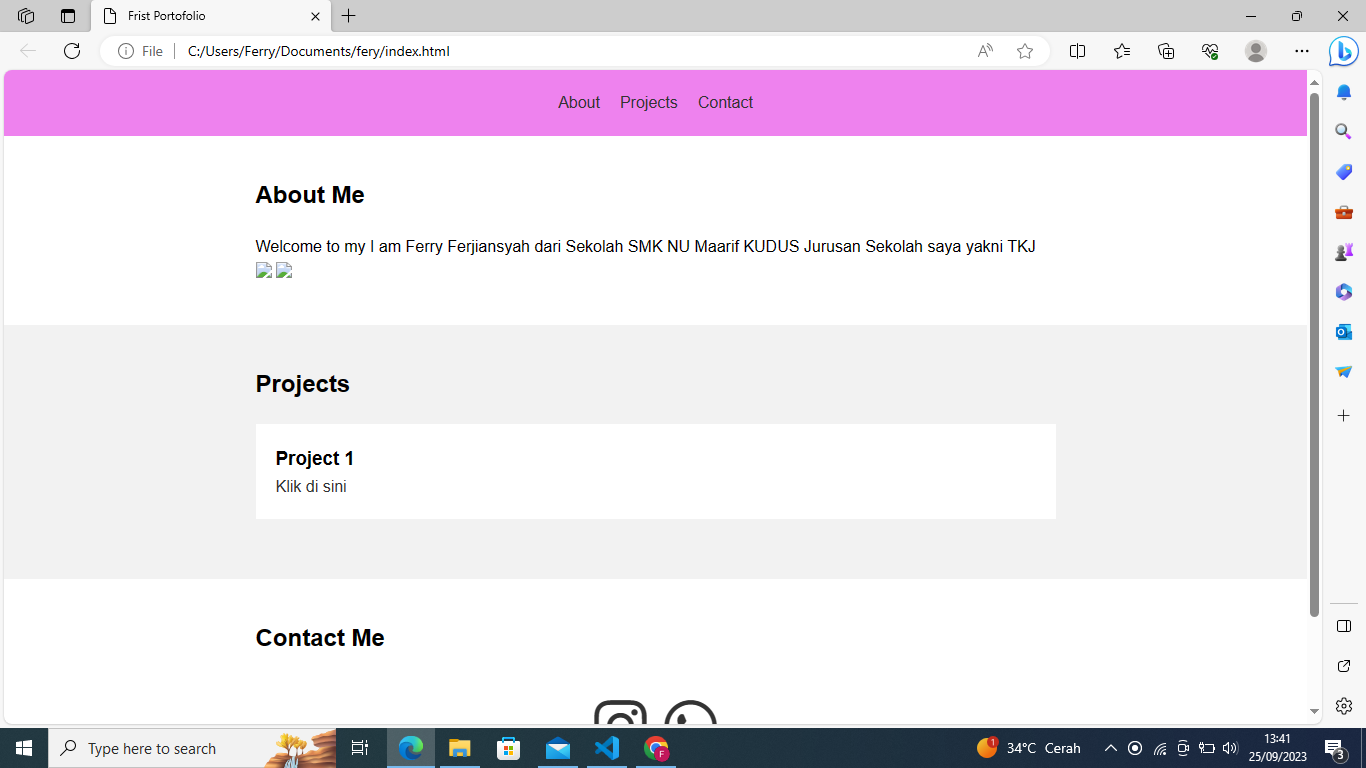 Frist Portofolio
File
C:/Users/Ferry/Documents/fery/index.html
About Projects Contact
About Me
Welcome to my I am Ferry Ferjiansyah dari Sekolah SMK NU Maarif KUDUS Jurusan Sekolah saya yakni TKJ
Projects
Project 1
Klik di sini
Contact Me
Type here to search
1
34°C Cerah
13:41
25/09/2023
3
F